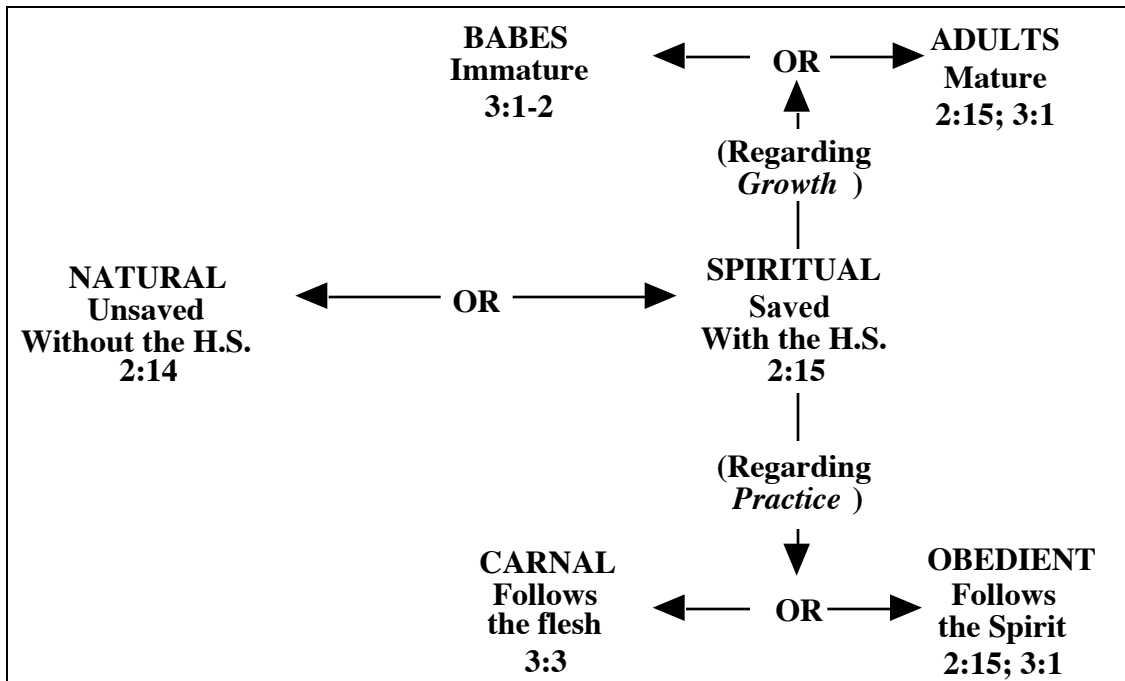 BABES
Immature
3:1-2
OR
ADULTS
Mature
2:15; 3:1
(Regarding
Growth )
NATURAL
Unsaved
Without the H.S.
2:14
OR
SPIRITUAL
Saved
With the H.S.
2:15
(Regarding
Practice )
CARNAL
Follows
the flesh
3:3
OR
OBEDIENT
Follows
the Spirit
2:15; 3:1